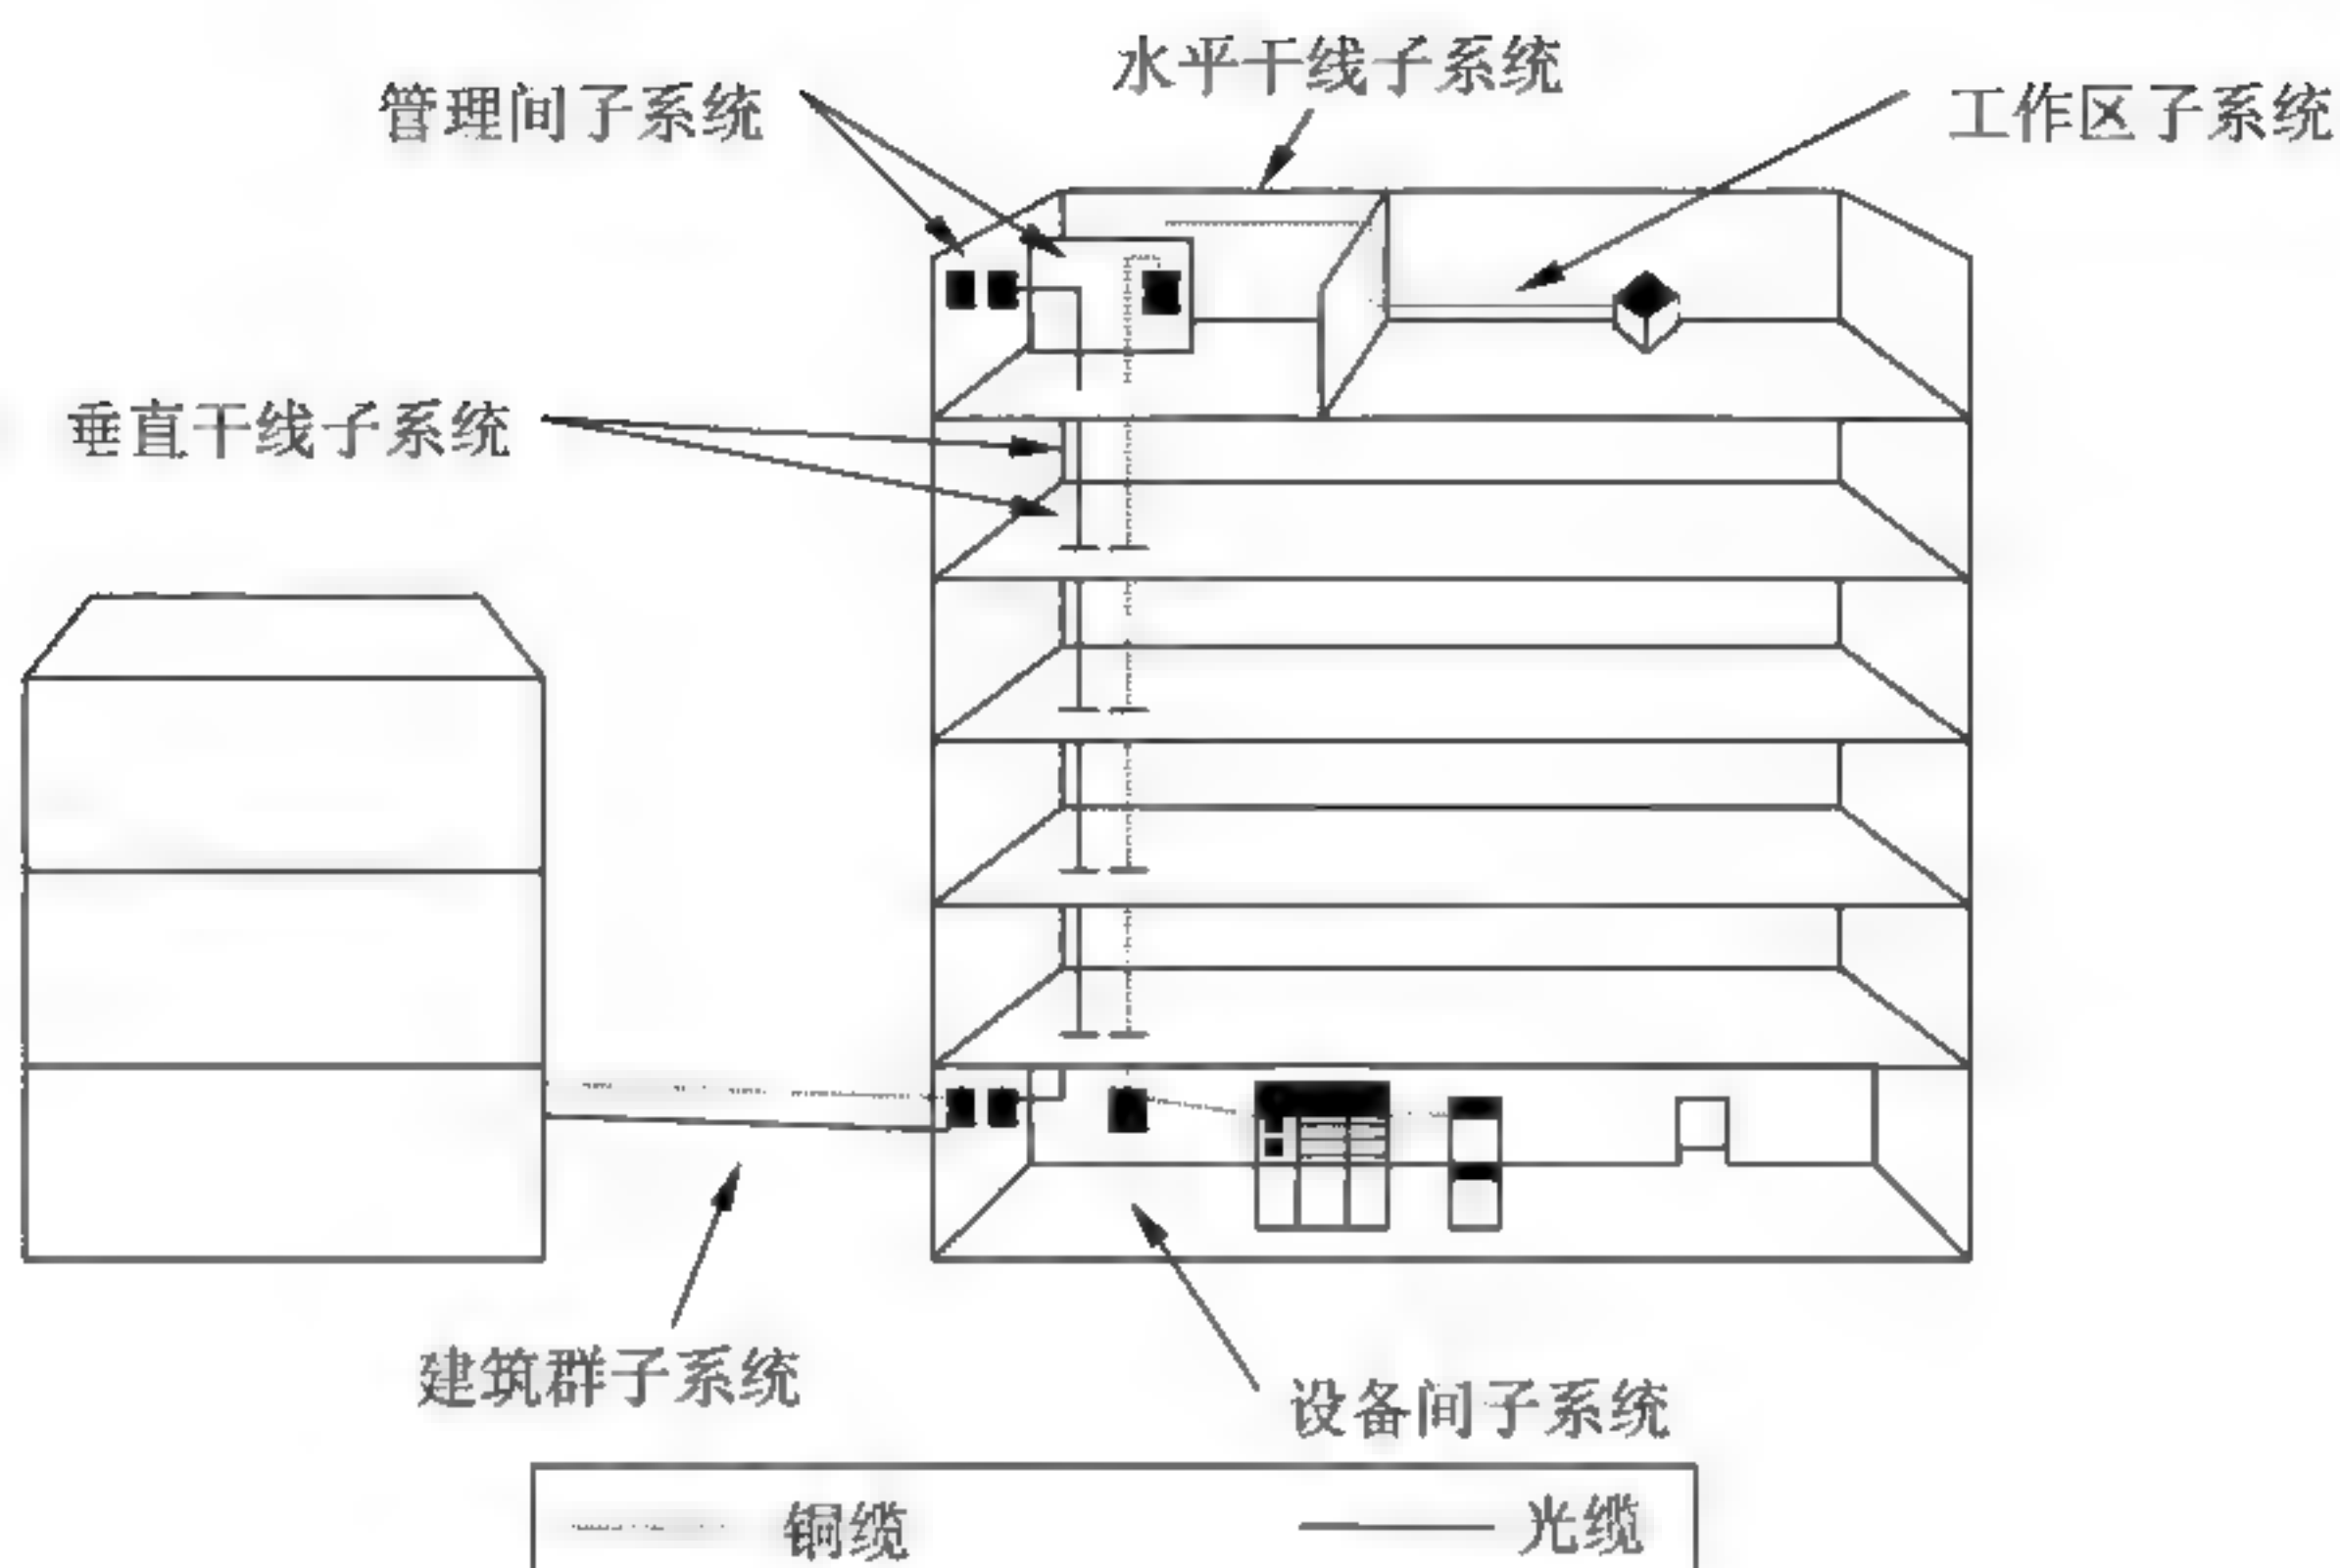 水平干线子系统
管理间子系统
工作区子系统
垂直干线子系统
建筑群子系统
设备间子系统
铜缆
光缆